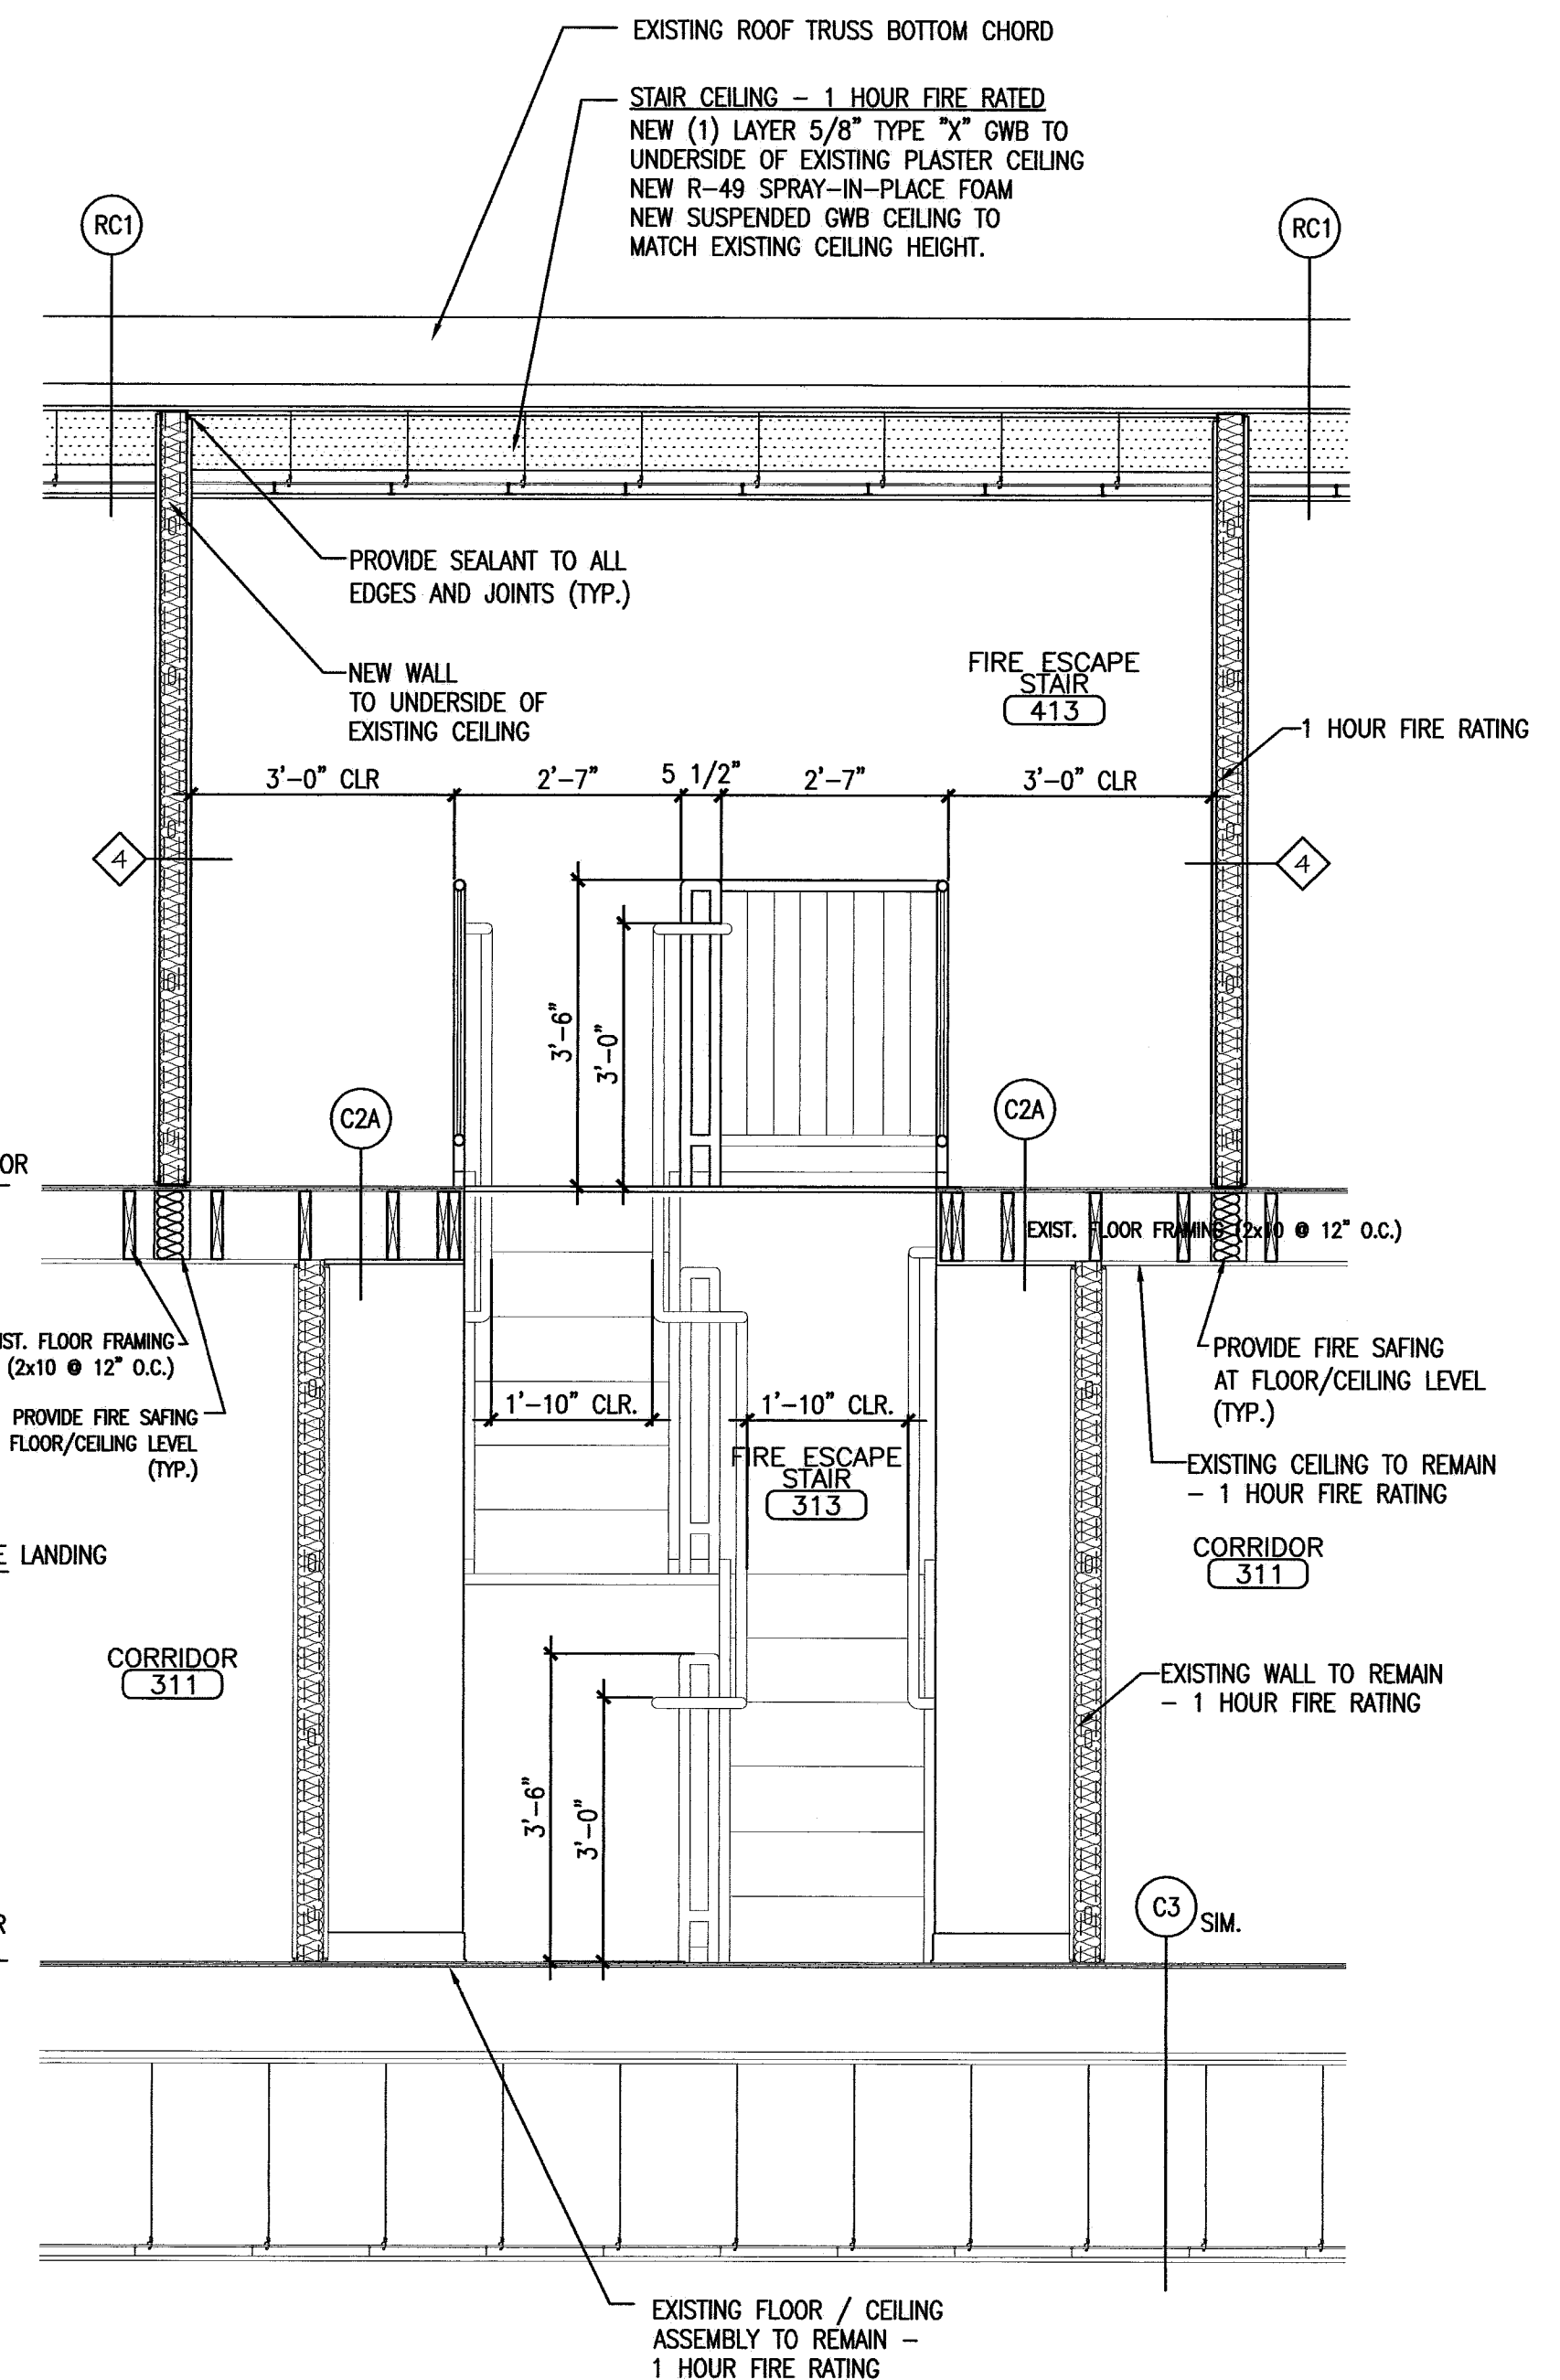 EXISTING ROOF TRUSS BOTTOM CHORD
STAIR CEILING – 1 HOUR FIRE RATED
NEW (1) LAYER 5/8" TYPE "X" GWB TO
UNDERSIDE OF EXISTING PLASTER CEILING
NEW R–49 SPRAY–IN–PLACE FOAM
NEW SUSPENDED GWB CEILING TO
MATCH EXISTING CEILING HEIGHT.
RC1
RC1
PROVIDE SEALANT TO ALL
EDGES AND JOINTS (TYP.)
NEW WALL
TO UNDERSIDE OF
EXISTING CEILING
FIRE ESCAPE
STAIR
413
1 HOUR FIRE RATING
3'–0" CLR
2'–7"
5 1/2"
2'–7"
3'–0" CLR
4
4
3'–6"
3'–0"
C2A
C2A
OR
EXIST. FLOOR FRAMING (2x10 @ 12" O.C.)
IST. FLOOR FRAMING
(2x10 @ 12" O.C.)
PROVIDE FIRE SAFING
FLOOR/CEILING LEVEL
(TYP.)
PROVIDE FIRE SAFING
AT FLOOR/CEILING LEVEL
(TYP.)
1'–10" CLR.
1'–10" CLR.
FIRE ESCAPE
STAIR
313
EXISTING CEILING TO REMAIN
– 1 HOUR FIRE RATING
E LANDING
CORRIDOR
311
CORRIDOR
311
EXISTING WALL TO REMAIN
– 1 HOUR FIRE RATING
3'–6"
3'–0"
C3
SIM.
R
EXISTING FLOOR / CEILING
ASSEMBLY TO REMAIN –
1 HOUR FIRE RATING